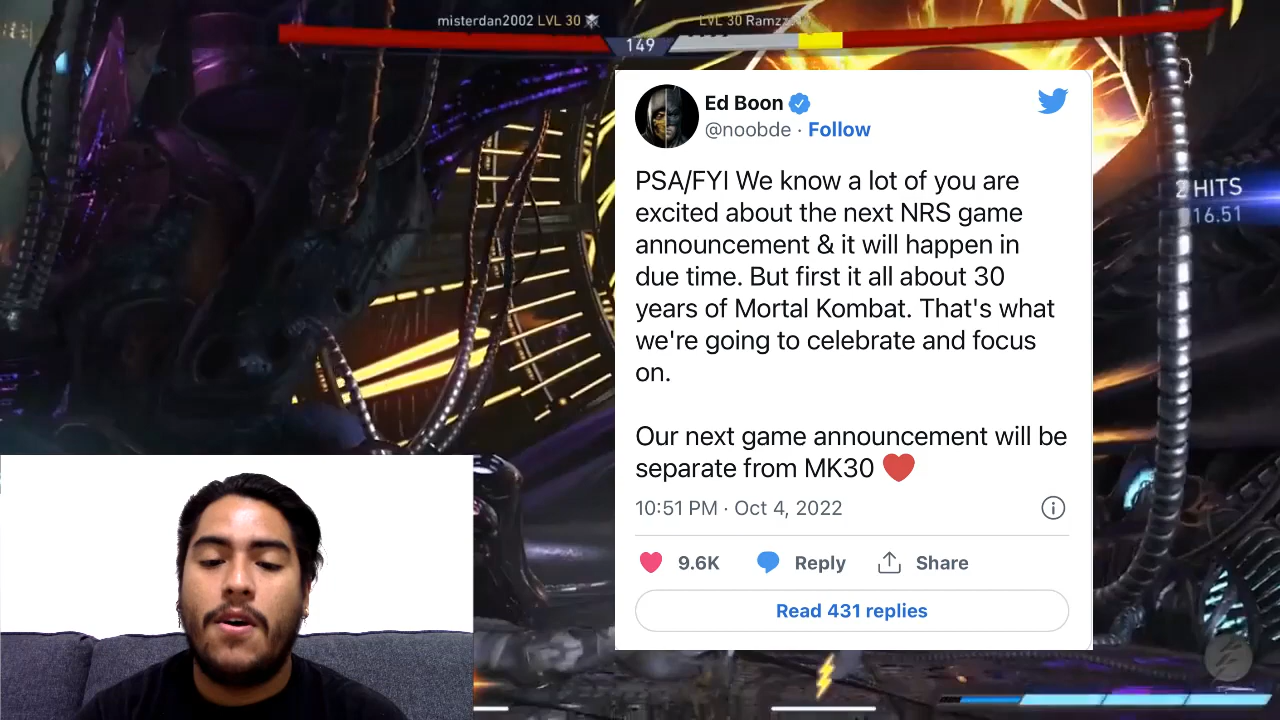 misterdan2002 LVL 30
LVL 30
149
Ed Boon
@noobde · Follow
PSA/FYI We know a lot of you are
excited about the next NRS game
announcement & it will happen in
due time. But first it all about 30
years of Mortal Kombat. That's what
we're going to celebrate and focus
on.
Our next game announcement will be
separate from MK30 ❤️
10:51 PM · Oct 4, 2022
9.6K Reply Share
Read 431 replies
2 HITS
16.51